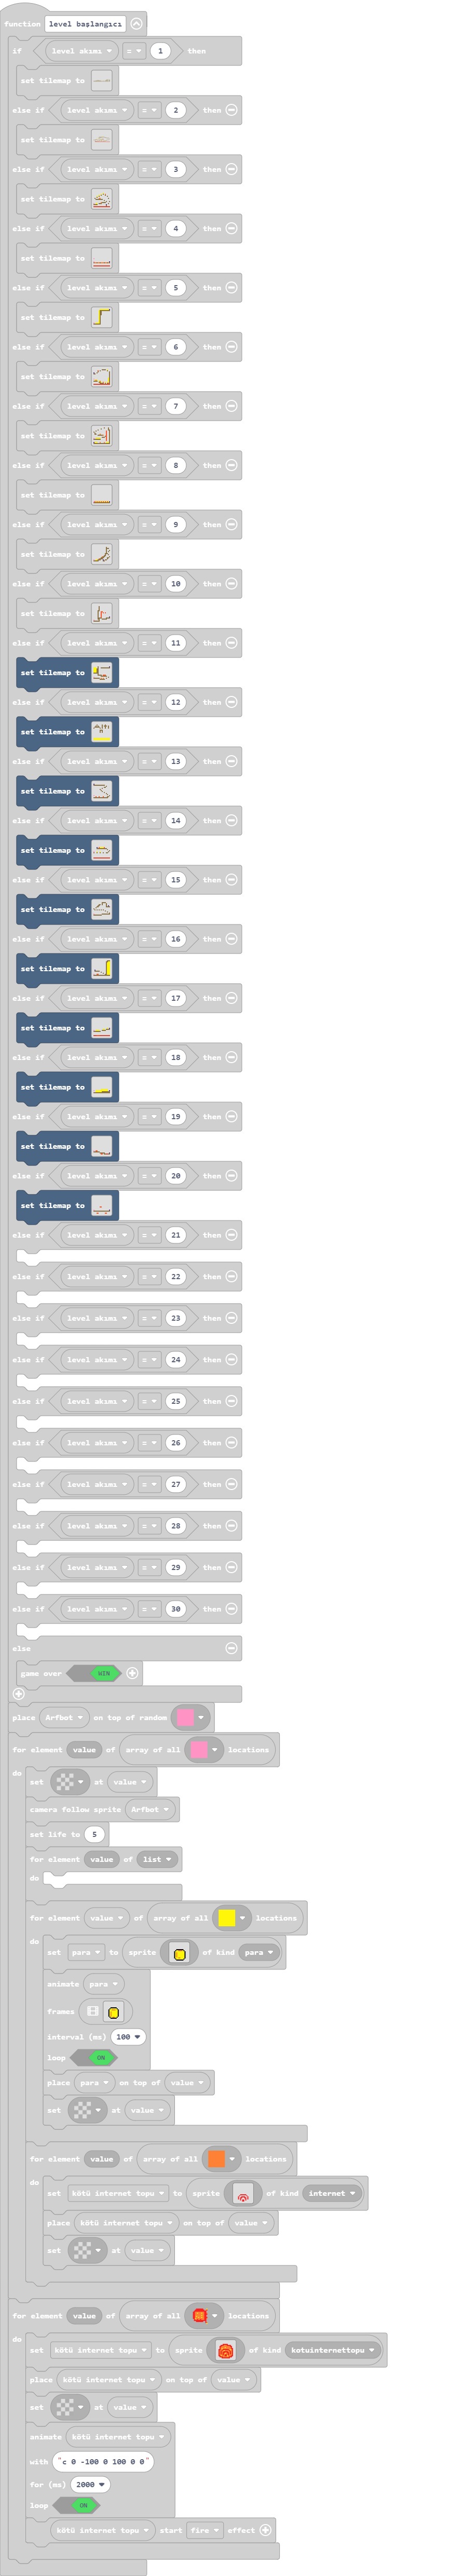 function level başlangıcı
if level akımı = 1 then
set tilemap to
else if level akımı = 2 then
set tilemap to
else if level akımı = 3 then
set tilemap to
else if level akımı = 4 then
set tilemap to
else if level akımı = 5 then
set tilemap to
else if level akımı = 6 then
set tilemap to
else if level akımı = 7 then
set tilemap to
else if level akımı = 8 then
set tilemap to
else if level akımı = 9 then
set tilemap to
else if level akımı = 10 then
set tilemap to
else if level akımı = 11 then
set tilemap to
else if level akımı = 12 then
set tilemap to
else if level akımı = 13 then
set tilemap to
else if level akımı = 14 then
set tilemap to
else if level akımı = 15 then
set tilemap to
else if level akımı = 16 then
set tilemap to
else if level akımı = 17 then
set tilemap to
else if level akımı = 18 then
set tilemap to
else if level akımı = 19 then
set tilemap to
else if level akımı = 20 then
set tilemap to
else if level akımı = 21 then
else if level akımı = 22 then
else if level akımı = 23 then
else if level akımı = 24 then
else if level akımı = 25 then
else if level akımı = 26 then
else if level akımı = 27 then
else if level akımı = 28 then
else if level akımı = 29 then
else if level akımı = 30 then
else
game over WIN
place Arfbot on top of random
for element value of array of all locations
do
set at value
camera follow sprite Arfbot
set life to 5
for element value of list
do
for element value of array of all locations
do
set para to sprite of kind para
animate para
frames
interval (ms) 100
loop ON
place para on top of value
set at value
for element value of array of all locations
do
set kötü internet topu to sprite of kind internet
place kötü internet topu on top of value
set at value
for element value of array of all locations
do
set kötü internet topu to sprite of kind kotuinternettopu
place kötü internet topu on top of value
set at value
animate kötü internet topu
with "c 0 -100 0 100 0 0"
for (ms) 2000
loop ON
kötü internet topu start fire effect